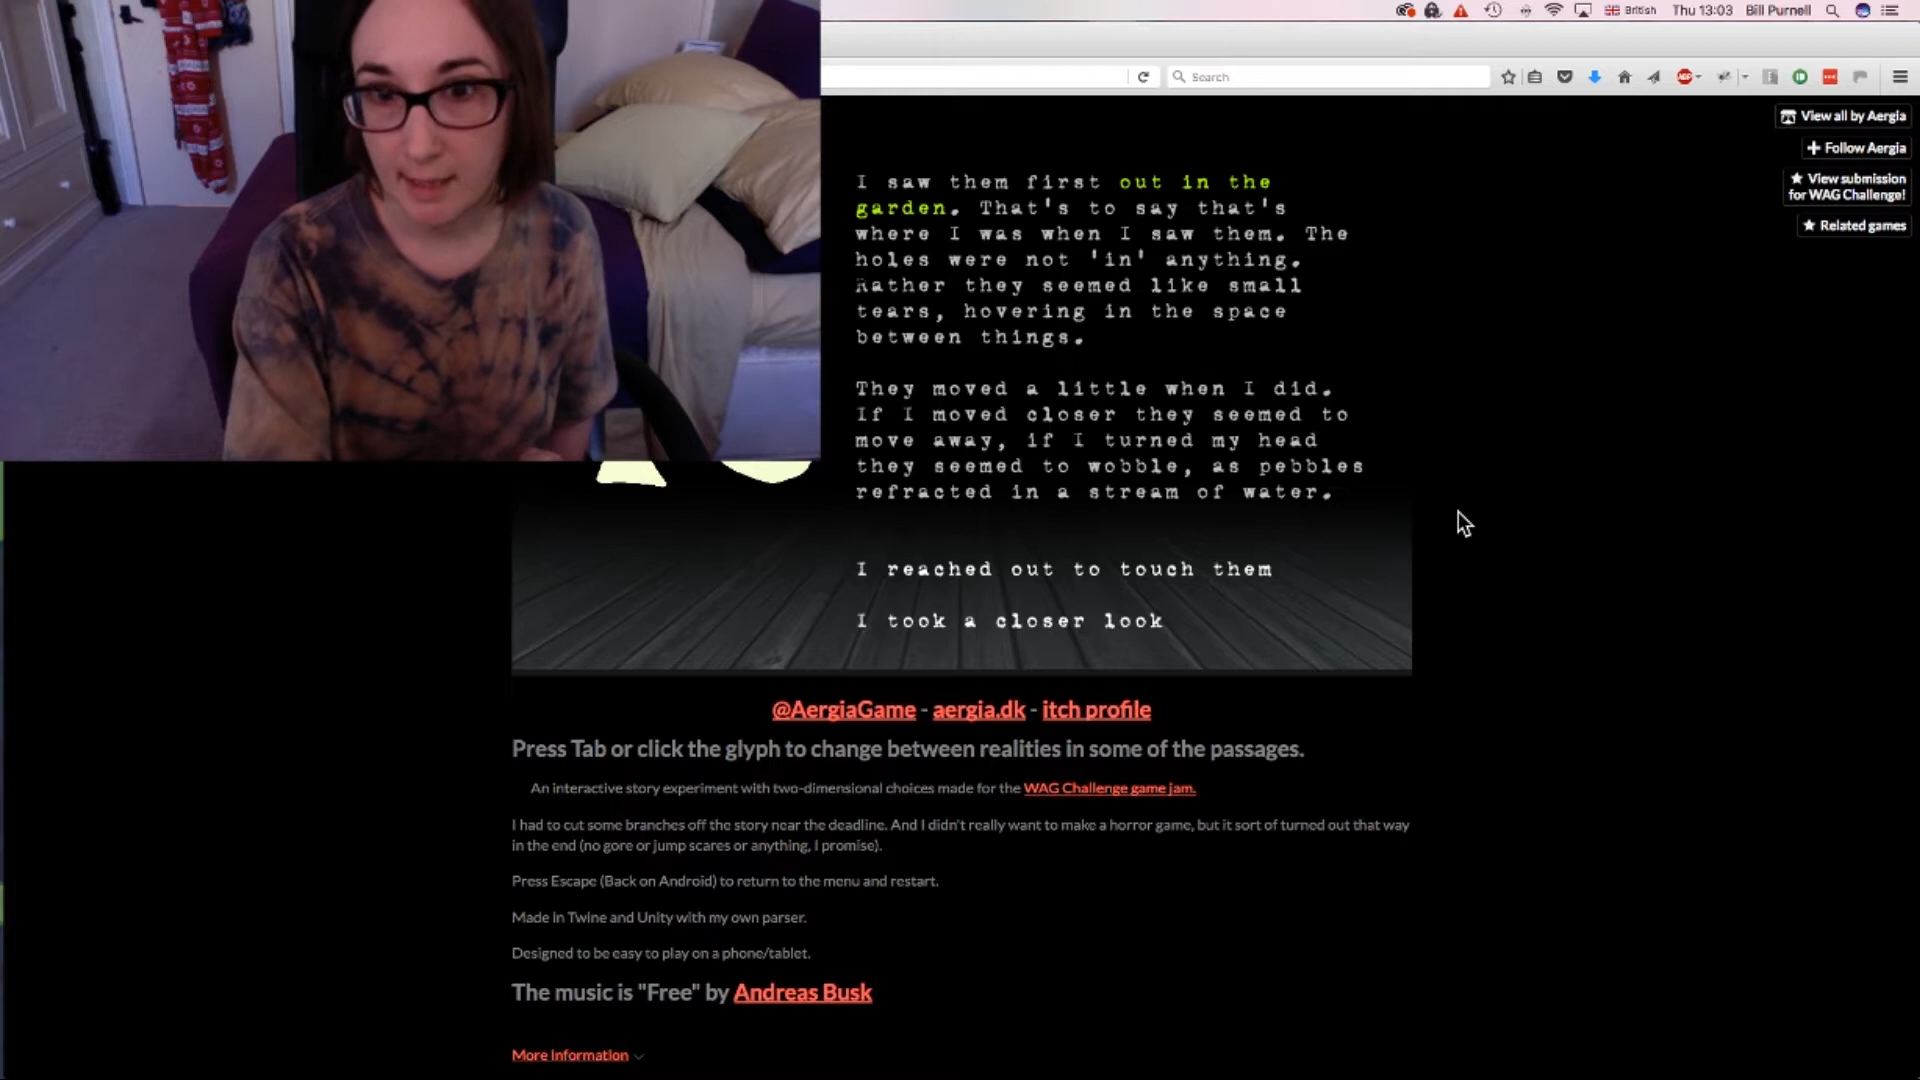 British Thu 13:03 Bill Purnell
Search
ABP
View all by Aergia
Follow Aergia
View submission
for WAG Challenge!
Related games
I saw them first out in the
garden. That's to say that's
where I was when I saw them. The
holes were not 'in' anything.
Rather they seemed like small
tears, hovering in the space
between things.
They moved a little when I did.
If I moved closer they seemed to
move away, if I turned my head
they seemed to wobble, as pebbles
refracted in a stream of water.
I reached out to touch them
I took a closer look
@AergiaGame - aergia.dk - itch profile
Press Tab or click the glyph to change between realities in some of the passages.
An interactive story experiment with two-dimensional choices made for the WAG Challenge game jam.
I had to cut some branches off the story near the deadline. And I didn't really want to make a horror game, but it sort of turned out that way
in the end (no gore or jump scares or anything, I promise).
Press Escape (Back on Android) to return to the menu and restart.
Made in Twine and Unity with my own parser.
Designed to be easy to play on a phone/tablet.
The music is "Free" by Andreas Busk
More information